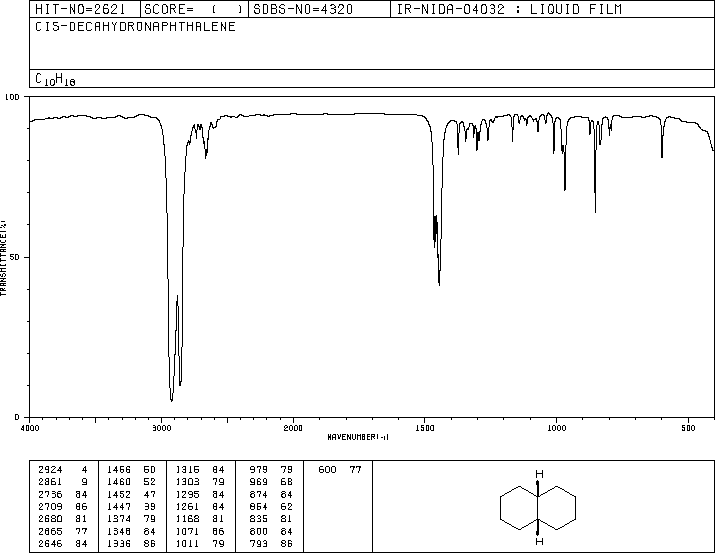 HIT-NO=2621 SCORE= ( ) SDBS-NO=4320 IR-NIDA-04032 : LIQUID FILM
CIS-DECAHYDRONAPHTHALENE
C10H18
100
50
0
TRANSMITTANCE(%)
4000 3000 2000 1500 1000 500
WAVENUMBER(-1)
2924 4 1466 60 1316 84 979 79 600 77
2861 9 1460 52 1303 79 969 68
2736 84 1452 47 1295 84 874 84
2709 86 1447 39 1261 84 854 62
2680 81 1374 79 1168 81 835 81
2665 77 1348 84 1071 86 800 84
2646 84 1336 86 1011 79 793 86
H
H